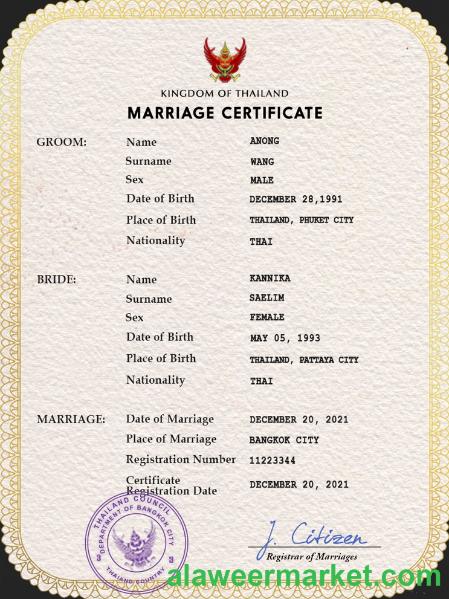 KINGDOM OF THAILAND
MARRIAGE CERTIFICATE
GROOM: Name ANONG
Surname WANG
Sex MALE
Date of Birth DECEMBER 28,1991
Place of Birth THAILAND, PHUKET CITY
Nationality THAI
BRIDE: Name KANNIKA
Surname SAELIM
Sex FEMALE
Date of Birth MAY 05, 1993
Place of Birth THAILAND, PATTAYA CITY
Nationality THAI
MARRIAGE: Date of Marriage DECEMBER 20, 2021
Place of Marriage BANGKOK CITY
Registration Number 11223344
Certificate
Registration Date DECEMBER 20, 2021
THAILAND COUNCIL
DEPARTMENT OF BANGKOK CITY
THAIAND COUNTRY
J. Citizen
Registrar of Marriages
alaweermarket.com